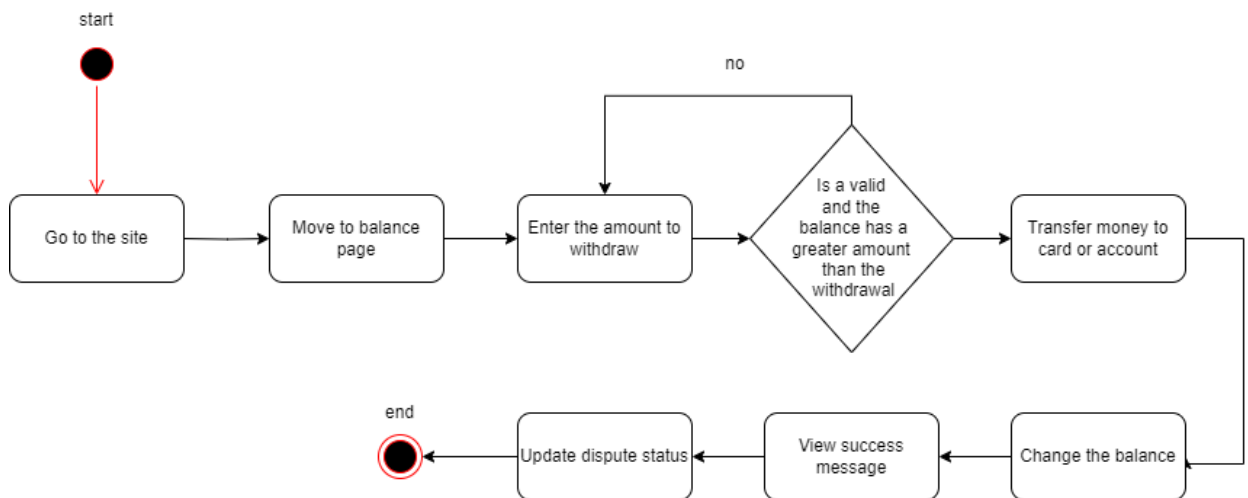 start
no
Go to the site
Move to balance
page
Enter the amount to
withdraw
Is a valid
and the
balance has a
greater amount
than the
withdrawal
Transfer money to
card or account
end
Update dispute status
View success
message
Change the balance